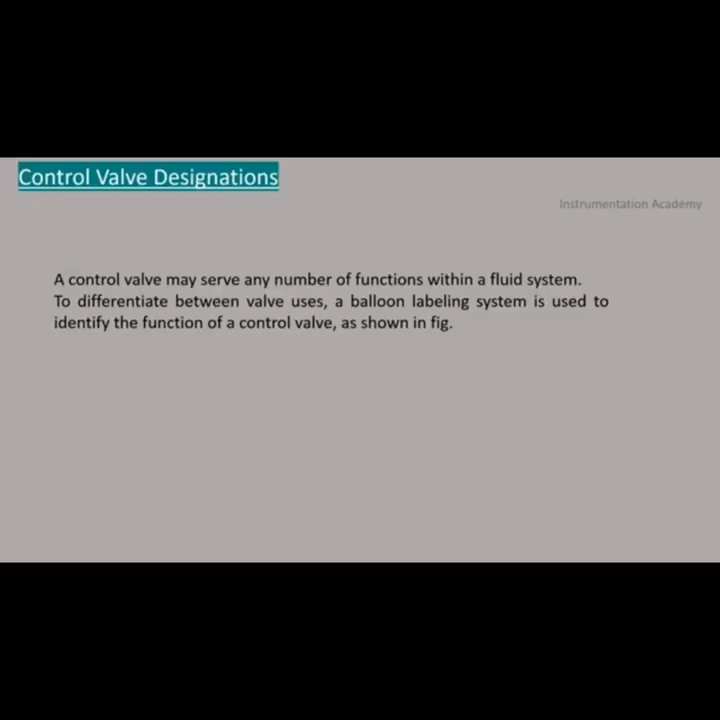 Control Valve Designations
Instrumentation Academy
A control valve may serve any number of functions within a fluid system.
To differentiate between valve uses, a balloon labeling system is used to
identify the function of a control valve, as shown in fig.